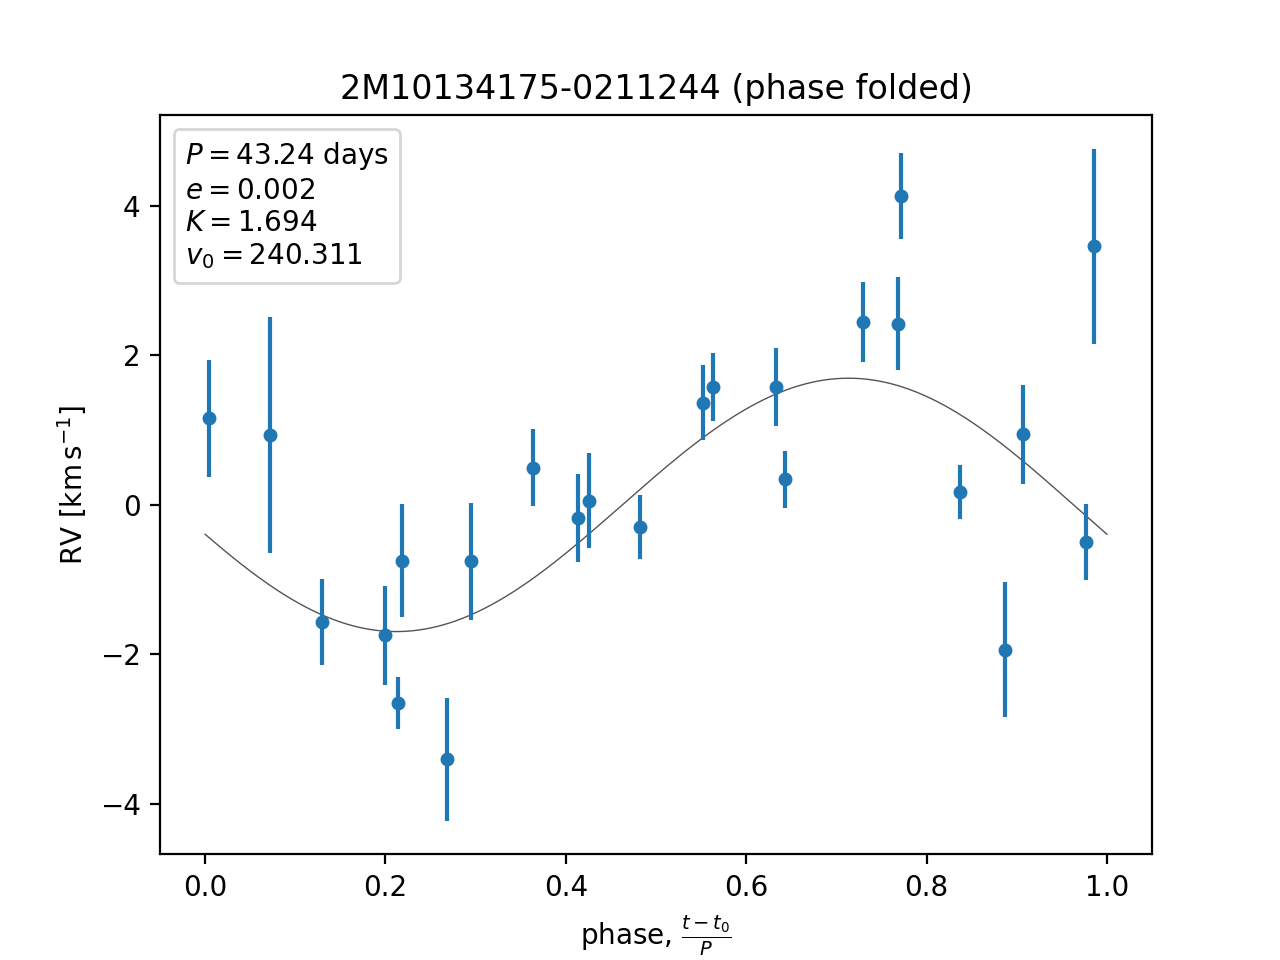 2M10134175-0211244 (phase folded)
P = 43.24 days
e = 0.002
K = 1.694
v₀ = 240.311
RV [km s⁻¹]
4
2
0
−2
−4
0.0 0.2 0.4 0.6 0.8 1.0
phase, (t − t₀)/P